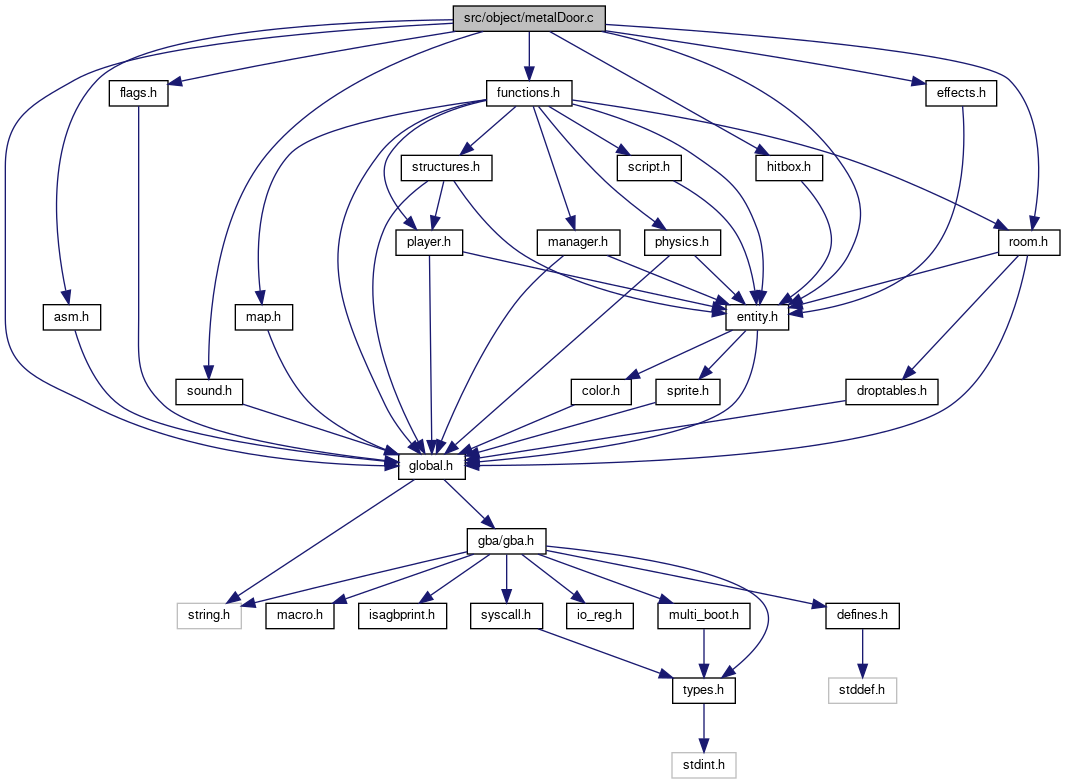 src/object/metalDoor.c
flags.h
functions.h
effects.h
structures.h
script.h
hitbox.h
player.h
manager.h
physics.h
room.h
asm.h
map.h
entity.h
sound.h
color.h
sprite.h
droptables.h
global.h
gba/gba.h
string.h
macro.h
isagbprint.h
syscall.h
io_reg.h
multi_boot.h
defines.h
types.h
stddef.h
stdint.h